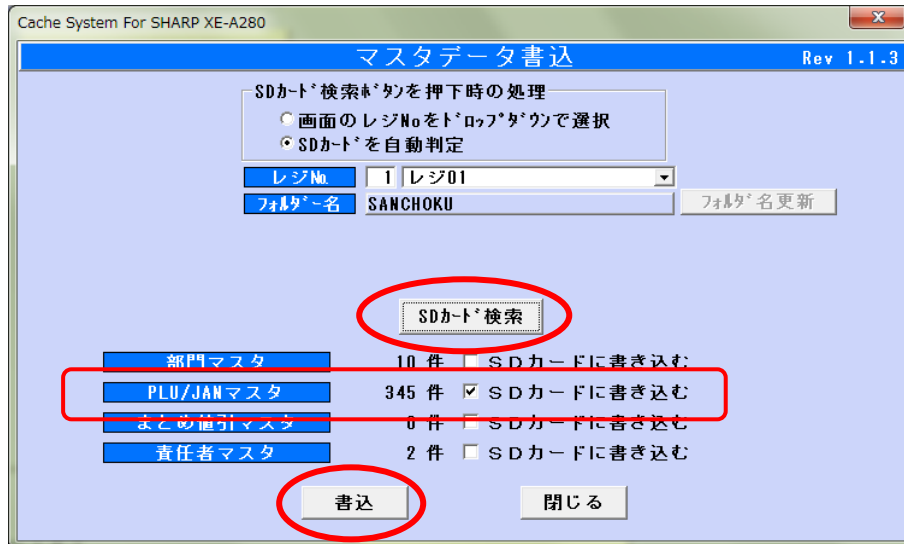 Cache System For SHARP XE-A280
マスタデータ書込
Rev 1.1.3
SDｶｰﾄﾞ検索ﾎﾞﾀﾝを押下時の処理
画面のレジNoをﾄﾞﾛｯﾌﾟﾀﾞｳﾝで選択
SDｶｰﾄﾞを自動判定
レジ№ 1 レジ01
ﾌｫﾙﾀﾞｰ名 SANCHOKU ﾌｫﾙﾀﾞ名更新
SDｶｰﾄﾞ検索
部門マスタ 10 件 ＳＤカードに書き込む
PLU/JANマスタ 345 件 ＳＤカードに書き込む
まとめ値引マスタ 0 件 ＳＤカードに書き込む
責任者マスタ 2 件 ＳＤカードに書き込む
書込 閉じる